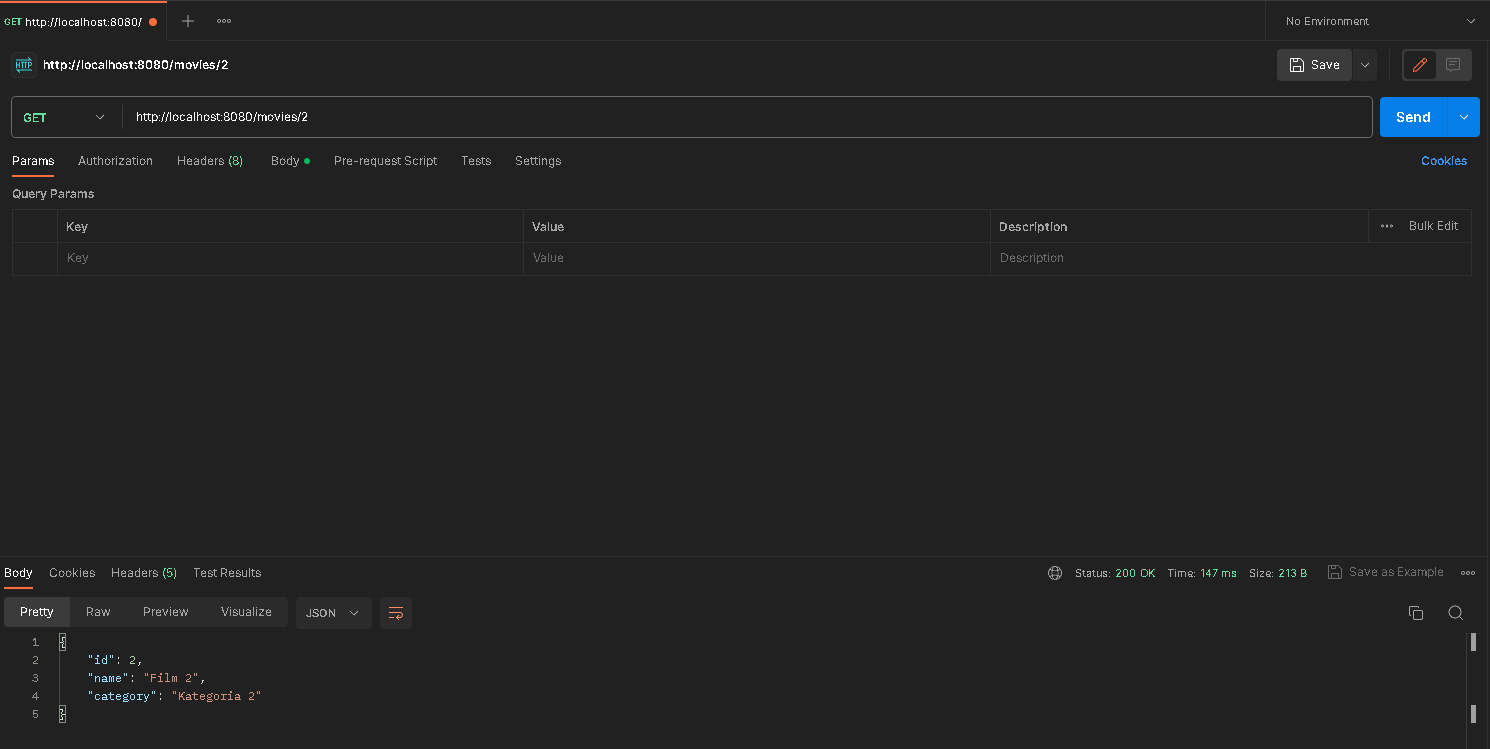 GET http://localhost:8080/
No Environment
HTTP http://localhost:8080/movies/2
Save
GET http://localhost:8080/movies/2 Send
Params Authorization Headers (8) Body Pre-request Script Tests Settings Cookies
Query Params
Key Value Description Bulk Edit
Key Value Description
Body Cookies Headers (5) Test Results Status: 200 OK Time: 147 ms Size: 213 B Save as Example
Pretty Raw Preview Visualize JSON
1 {
2 "id": 2,
3 "name": "Film 2",
4 "category": "Kategoria 2"
5 }